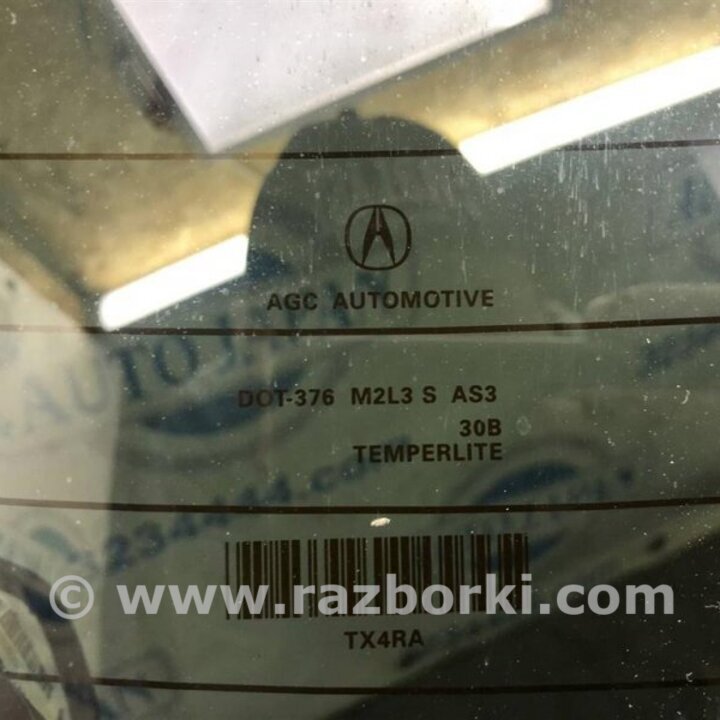 AGC AUTOMOTIVE
DOT-376 M2L3 S AS3
30B
TEMPERLITE
© www.razborki.com
TX4RA